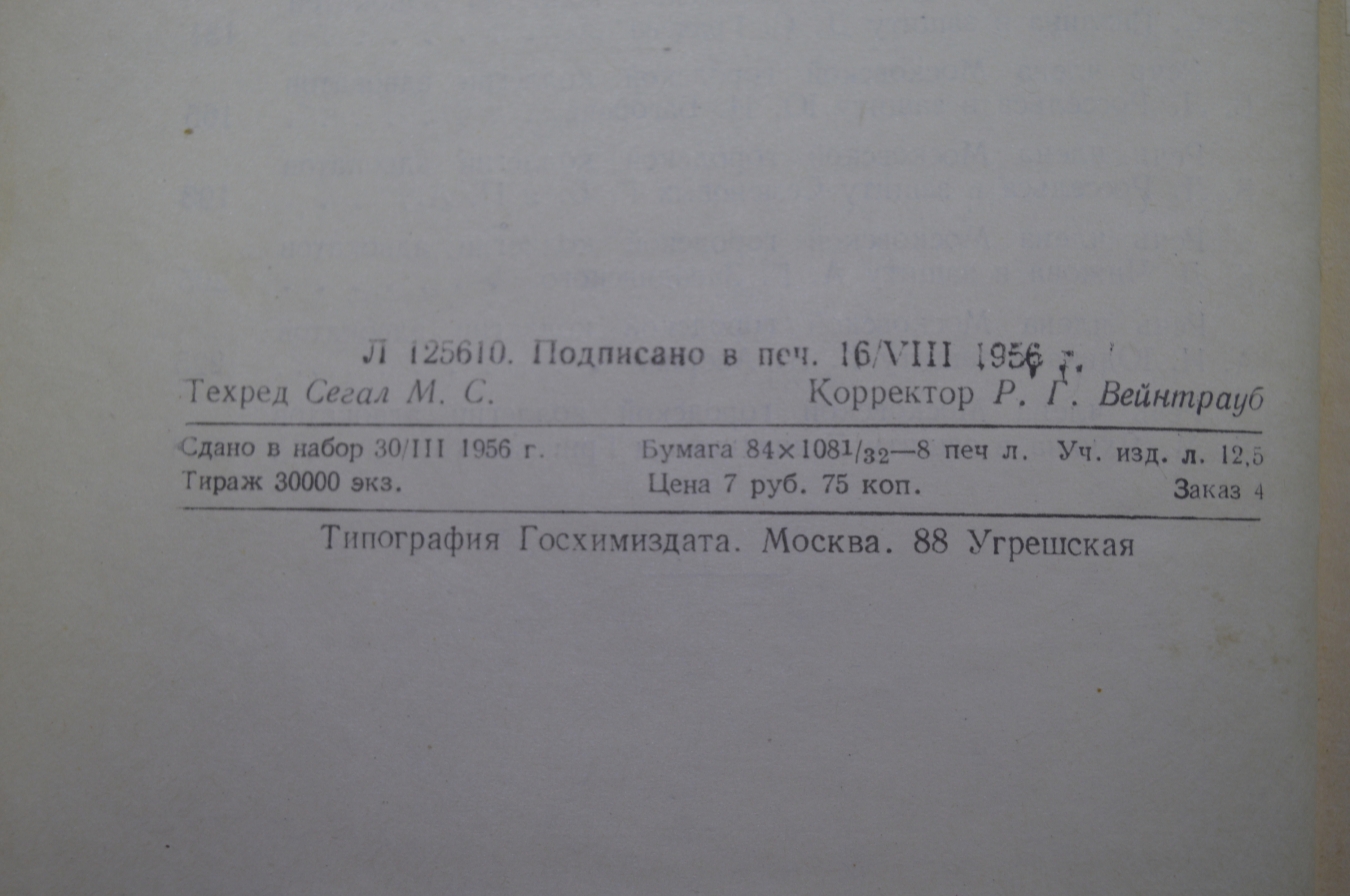 Л 125610. Подписано в печ. 16/VIII 1956 г.
Техред Сегал М. С. Корректор Р. Г. Вейнтрауб
Сдано в набор 30/III 1956 г. Бумага 84×1081/32—8 печ л. Уч. изд. л. 12,5
Тираж 30000 экз. Цена 7 руб. 75 коп. Заказ 4
Типография Госхимиздата. Москва. 88 Угрешская